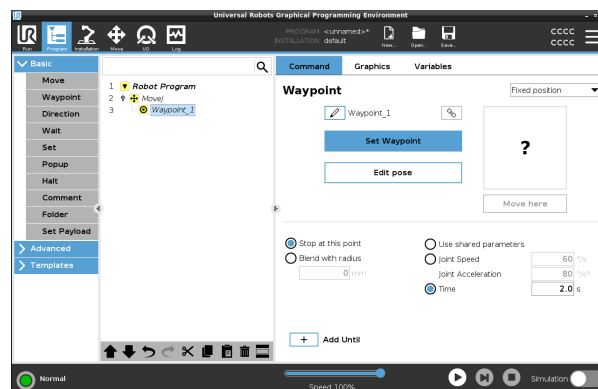 Universal Robots Graphical Programming Environment
Run Program Installation Move I/O Log
PROGRAM <unnamed>*
INSTALLATION default
New... Open... Save...
CCCC
CCCC
Basic
Move
Waypoint
Direction
Wait
Set
Popup
Halt
Comment
Folder
Set Payload
Advanced
Templates
1 Robot Program
2 MoveJ
3 Waypoint_1
Command Graphics Variables
Waypoint
Fixed position
Waypoint_1
Set Waypoint
Edit pose
?
Move here
Stop at this point
Blend with radius
0 mm
Use shared parameters
Joint Speed 60 °/s
Joint Acceleration 80 °/s²
Time 2.0 s
+ Add Until
Normal
Speed 100%
Simulation